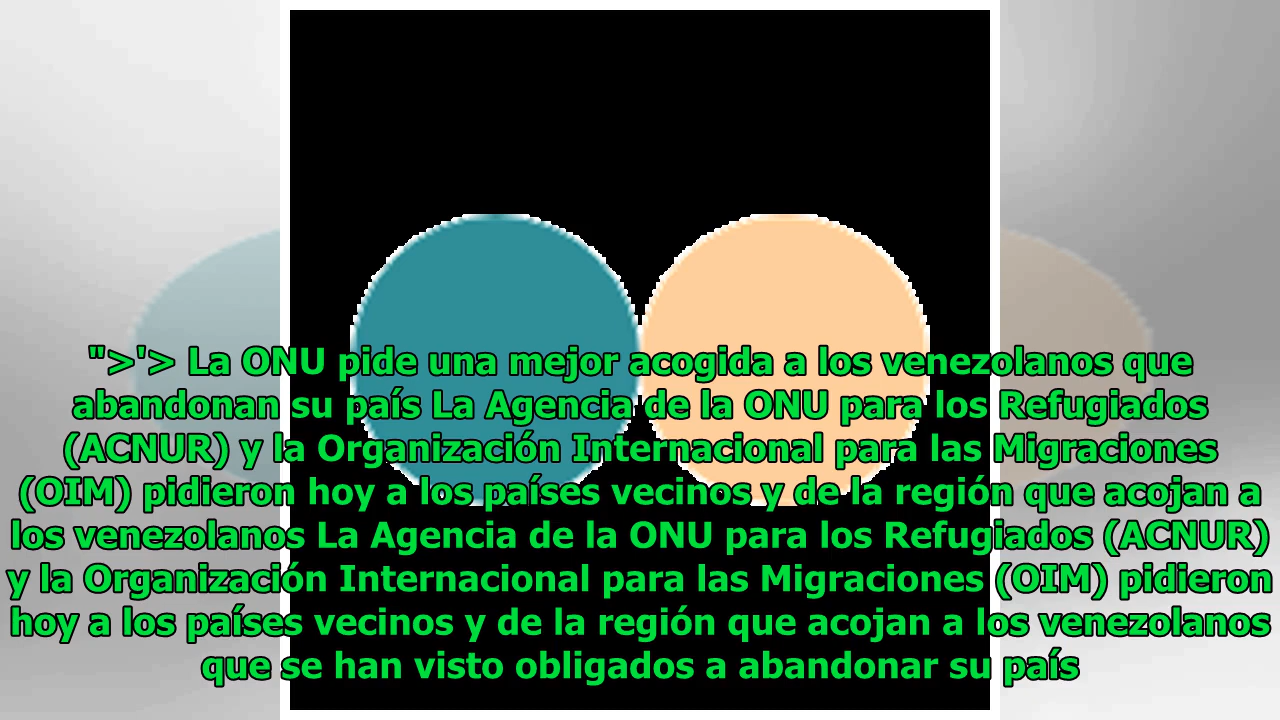 ">'> La ONU pide una mejor acogida a los venezolanos que
abandonan su país La Agencia de la ONU para los Refugiados
(ACNUR) y la Organización Internacional para las Migraciones
(OIM) pidieron hoy a los países vecinos y de la región que acojan a
los venezolanos La Agencia de la ONU para los Refugiados (ACNUR)
y la Organización Internacional para las Migraciones (OIM) pidieron
hoy a los países vecinos y de la región que acojan a los venezolanos
que se han visto obligados a abandonar su país